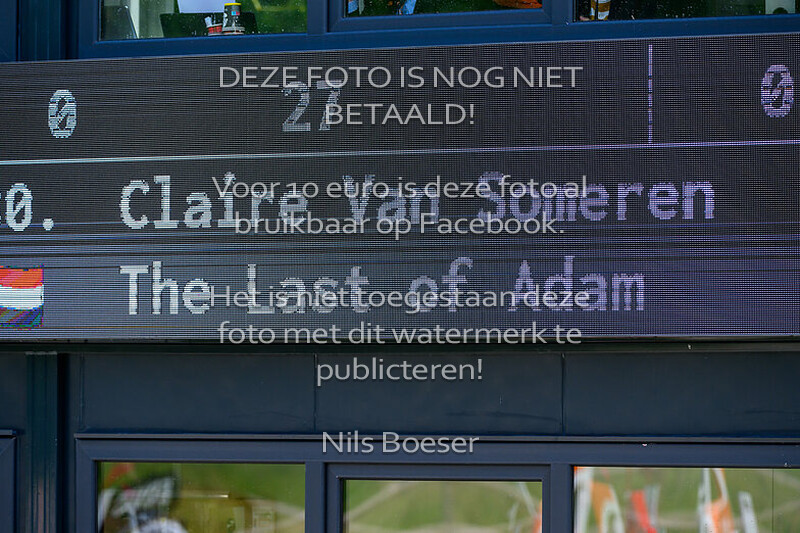 DEZE FOTO IS NOG NIET
BETAALD!
0 27 0
Voor 10 euro is deze foto al
bruikbaar op Facebook.
0. Claire Van Someren
The Last of Adam
Het is niet toegestaan deze
foto met dit watermerk te
publiceren!
Nils Boeser